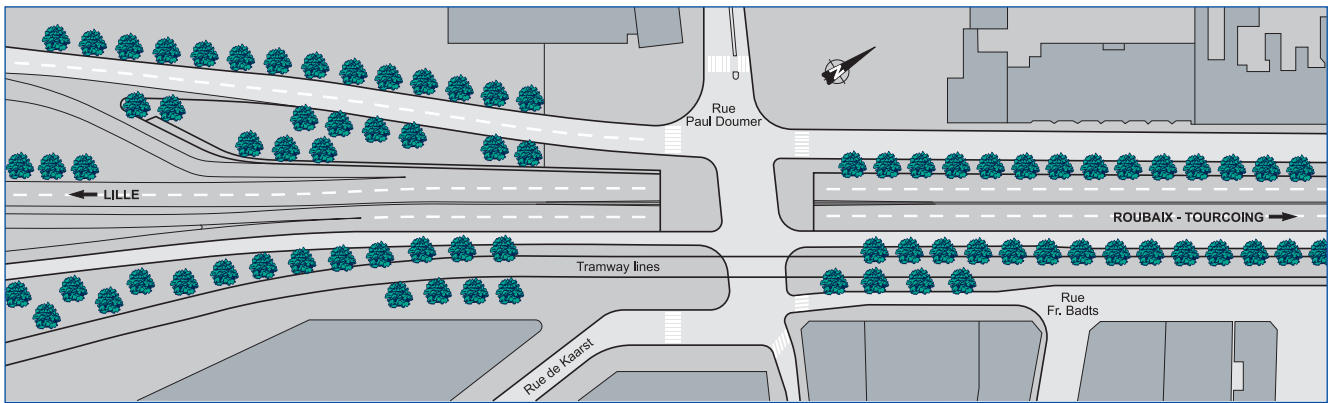 N
Rue
Paul Doumer
LILLE
ROUBAIX - TOURCOING
Tramway lines
Rue
Fr. Badts
Rue de Kaarst